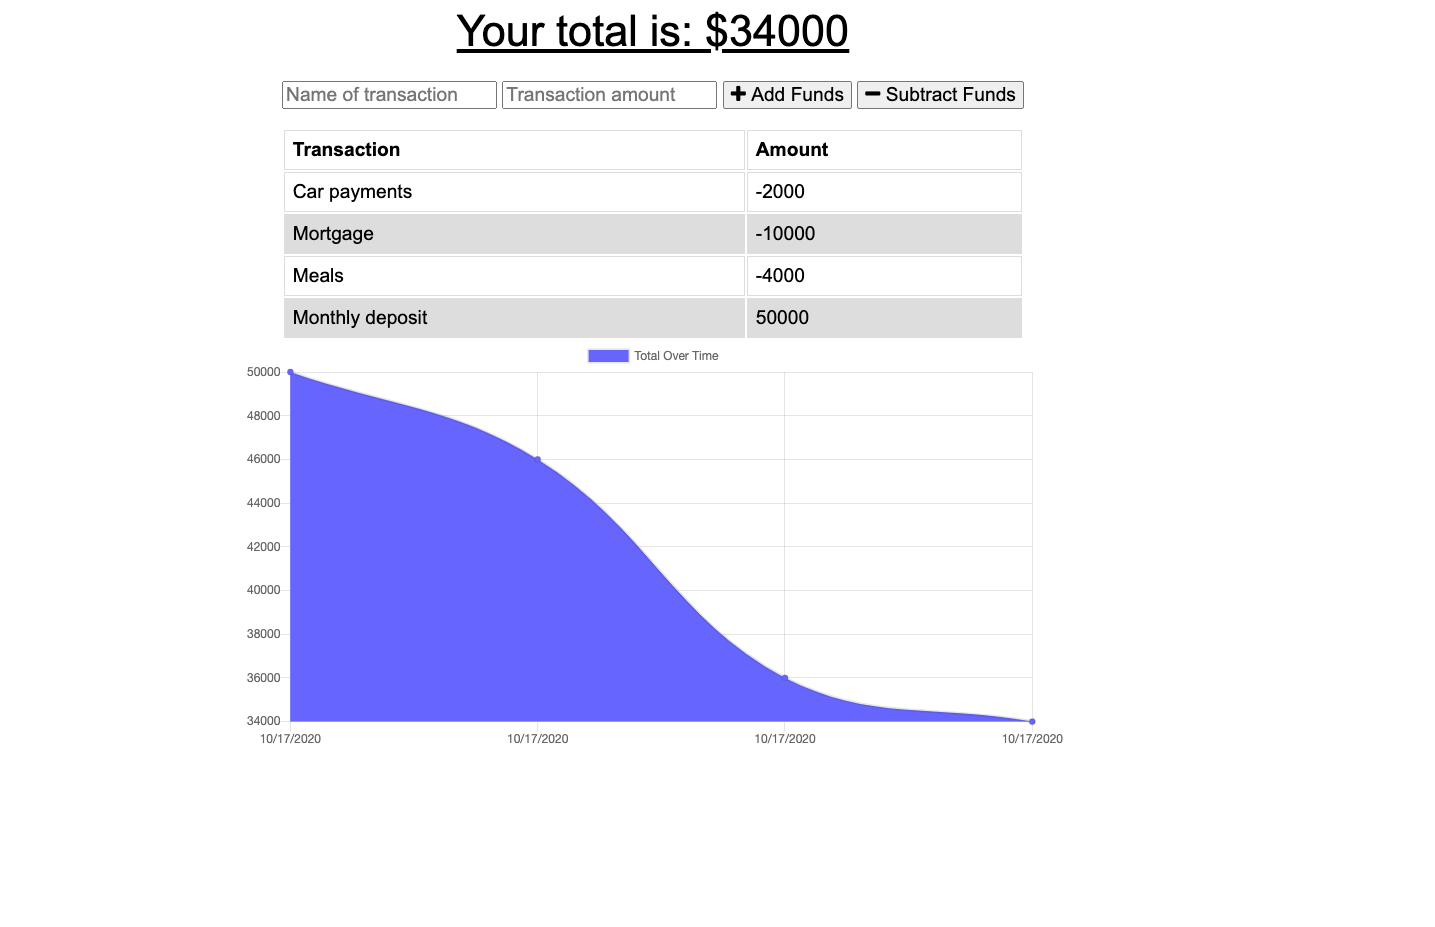 Your total is: $34000
Name of transaction Transaction amount Add Funds Subtract Funds
Transaction Amount
Car payments -2000
Mortgage -10000
Meals -4000
Monthly deposit 50000
Total Over Time
50000
48000
46000
44000
42000
40000
38000
36000
34000
10/17/2020 10/17/2020 10/17/2020 10/17/2020